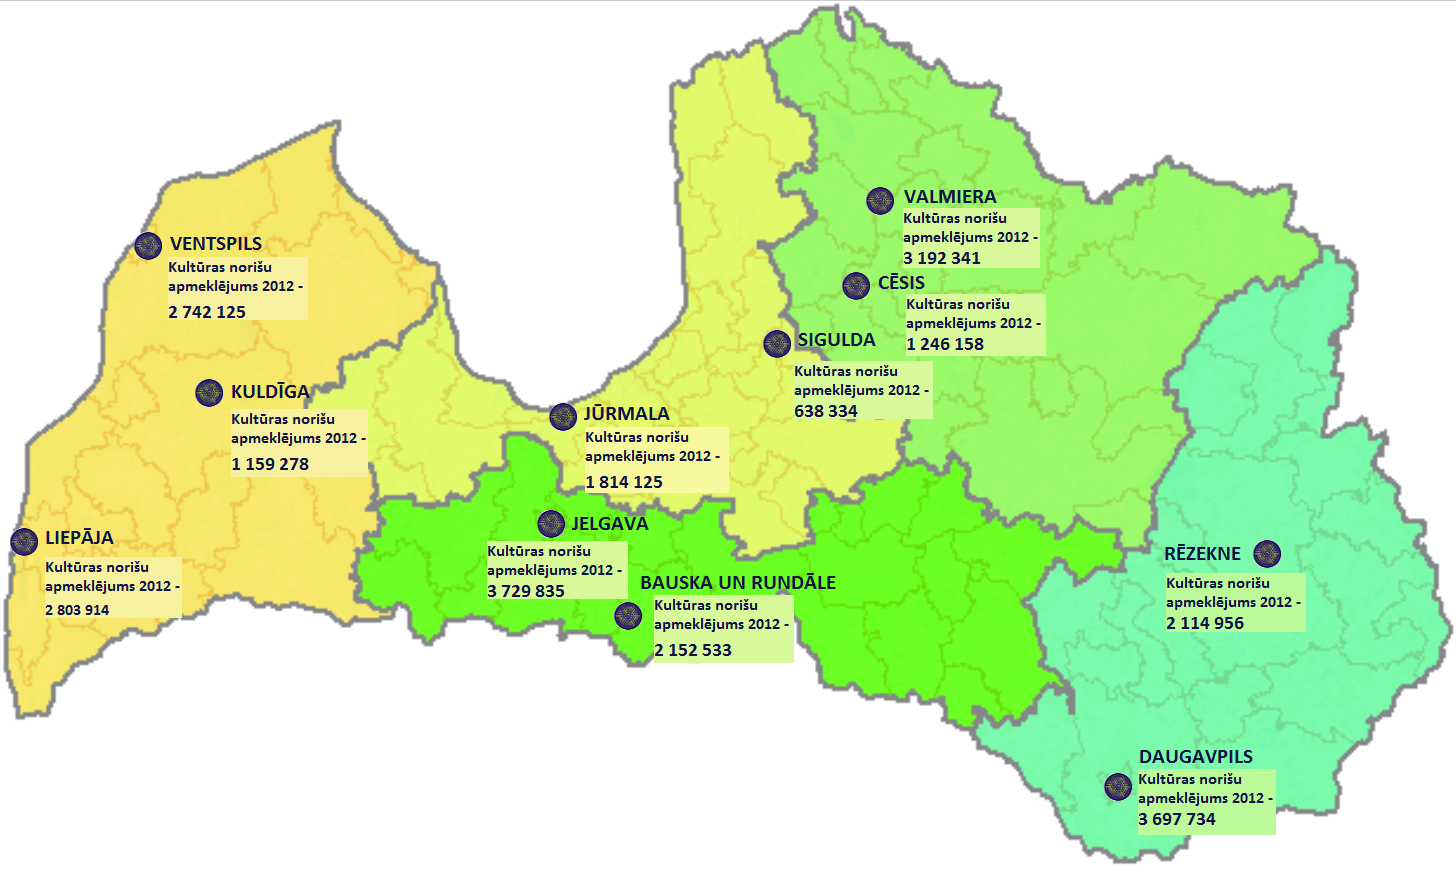 VALMIERA
Kultūras norišu
apmeklējums 2012 -
3 192 341
VENTSPILS
Kultūras norišu
apmeklējums 2012 -
2 742 125
CĒSIS
Kultūras norišu
apmeklējums 2012 -
1 246 158
SIGULDA
Kultūras norišu
apmeklējums 2012 -
638 334
KULDĪGA
Kultūras norišu
apmeklējums 2012 -
1 159 278
JŪRMALA
Kultūras norišu
apmeklējums 2012 -
1 814 125
LIEPĀJA
Kultūras norišu
apmeklējums 2012 -
2 803 914
JELGAVA
Kultūras norišu
apmeklējums 2012 -
3 729 835
BAUSKA UN RUNDĀLE
Kultūras norišu
apmeklējums 2012 -
2 152 533
RĒZEKNE
Kultūras norišu
apmeklējums 2012 -
2 114 956
DAUGAVPILS
Kultūras norišu
apmeklējums 2012 -
3 697 734